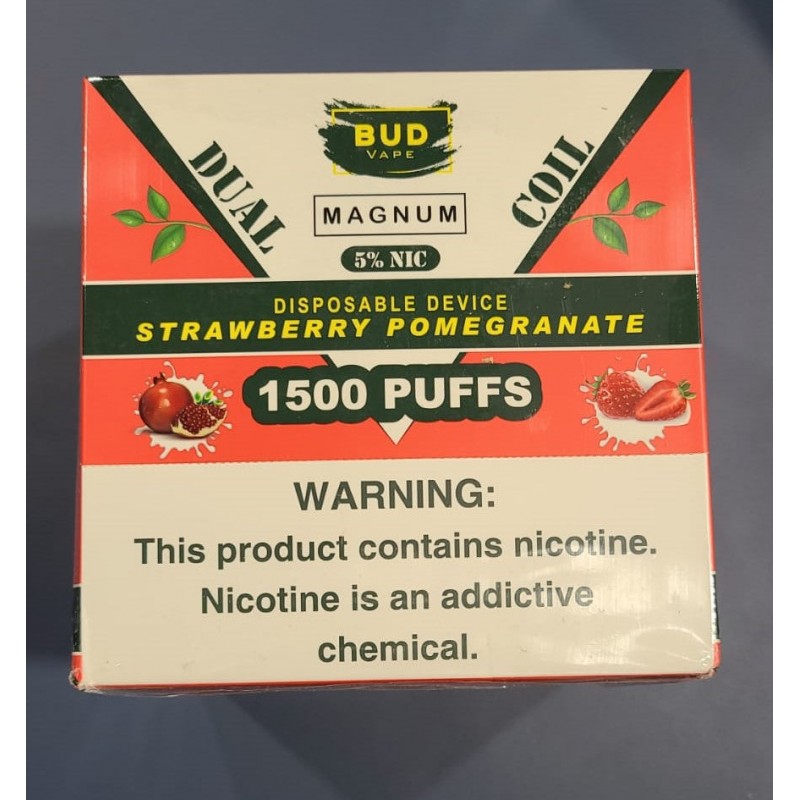 BUD
VAPE
DUAL
COIL
MAGNUM
5% NIC
DISPOSABLE DEVICE
STRAWBERRY POMEGRANATE
1500 PUFFS
WARNING:
This product contains nicotine.
Nicotine is an addictive
chemical.